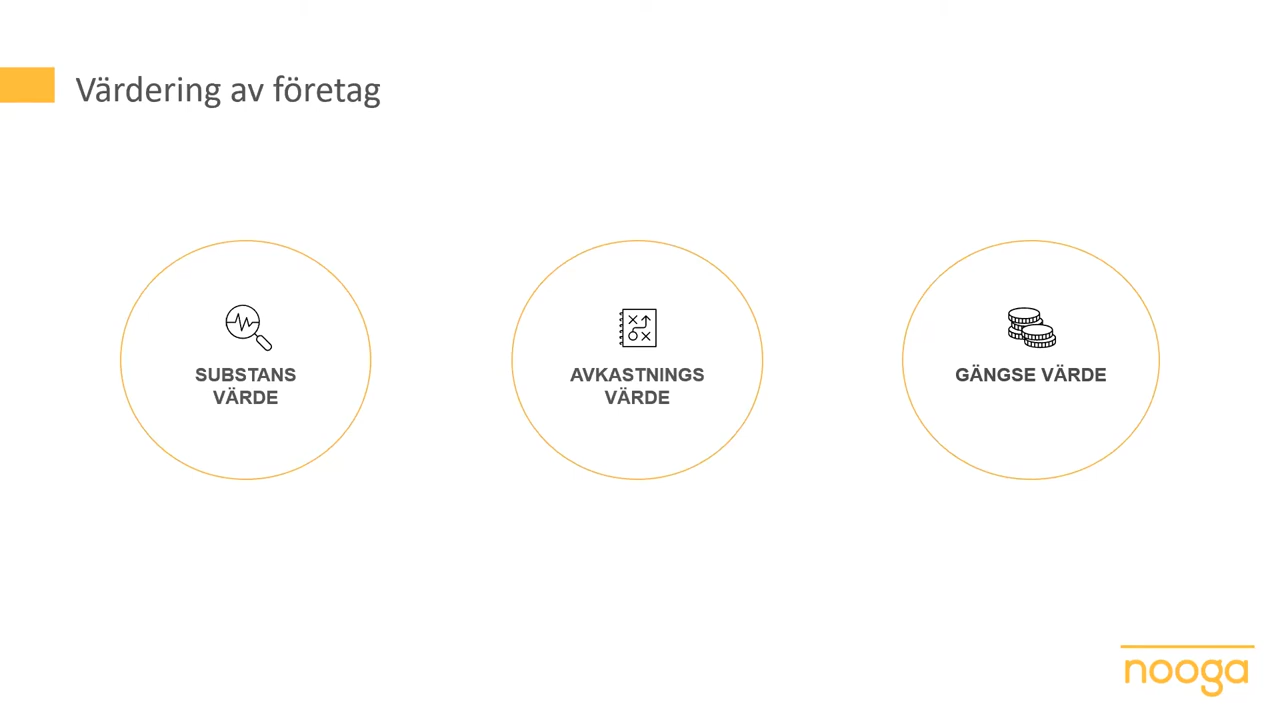 Värdering av företag
SUBSTANS
VÄRDE
AVKASTNINGS
VÄRDE
GÄNGSE VÄRDE
nooga